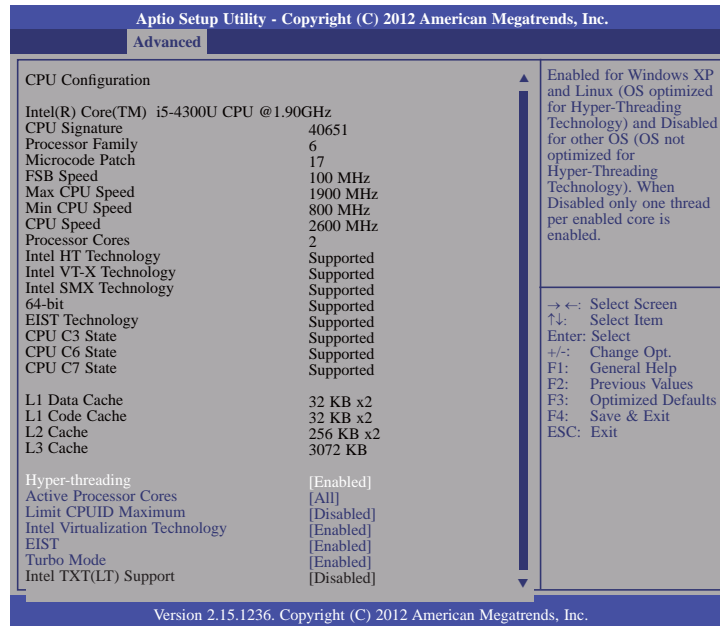 Aptio Setup Utility - Copyright (C) 2012 American Megatrends, Inc.
Advanced
CPU Configuration
Intel(R) Core(TM) i5-4300U CPU @1.90GHz
CPU Signature 40651
Processor Family 6
Microcode Patch 17
FSB Speed 100 MHz
Max CPU Speed 1900 MHz
Min CPU Speed 800 MHz
CPU Speed 2600 MHz
Processor Cores 2
Intel HT Technology Supported
Intel VT-X Technology Supported
Intel SMX Technology Supported
64-bit Supported
EIST Technology Supported
CPU C3 State Supported
CPU C6 State Supported
CPU C7 State Supported
L1 Data Cache 32 KB x2
L1 Code Cache 32 KB x2
L2 Cache 256 KB x2
L3 Cache 3072 KB
Hyper-threading [Enabled]
Active Processor Cores [All]
Limit CPUID Maximum [Disabled]
Intel Virtualization Technology [Enabled]
EIST [Enabled]
Turbo Mode [Enabled]
Intel TXT(LT) Support [Disabled]
Enabled for Windows XP
and Linux (OS optimized
for Hyper-Threading
Technology) and Disabled
for other OS (OS not
optimized for
Hyper-Threading
Technology). When
Disabled only one thread
per enabled core is
enabled.
→←: Select Screen
↑↓: Select Item
Enter: Select
+/-: Change Opt.
F1: General Help
F2: Previous Values
F3: Optimized Defaults
F4: Save & Exit
ESC: Exit
Version 2.15.1236. Copyright (C) 2012 American Megatrends, Inc.